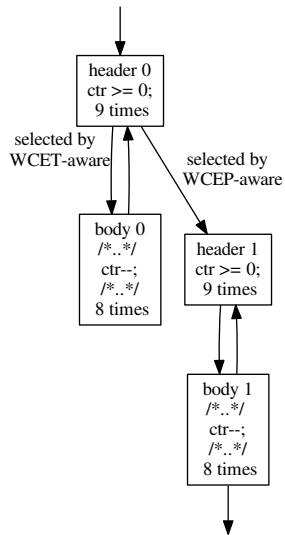 header 0
ctr >= 0;
9 times
selected by
WCET-aware
selected by
WCEP-aware
body 0
/*..*/
ctr--;
/*..*/
8 times
header 1
ctr >= 0;
9 times
body 1
/*..*/
ctr--;
/*..*/
8 times